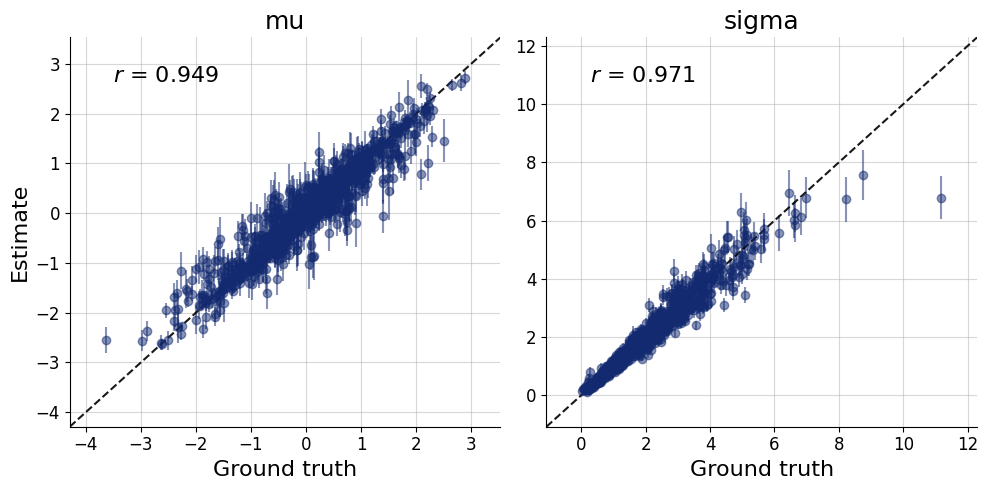 mu
r = 0.949
Estimate
3
2
1
0
−1
−2
−3
−4
−4 −3 −2 −1 0 1 2 3
Ground truth
sigma
r = 0.971
12
10
8
6
4
2
0
0 2 4 6 8 10 12
Ground truth